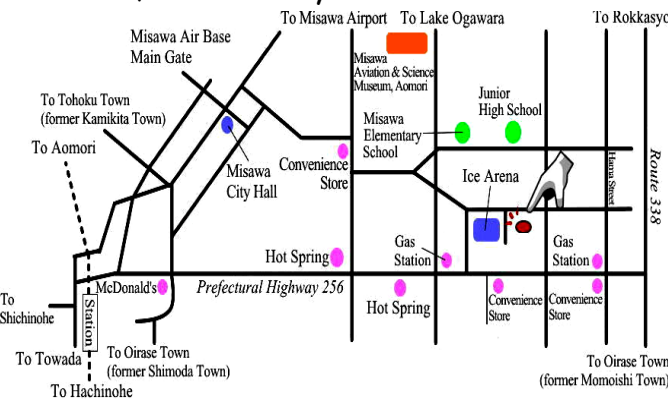 To Misawa Airport
To Lake Ogawara
To Rokkasyo
Misawa Air Base
Main Gate
Misawa
Aviation & Science
Museum, Aomori
To Tohoku Town
(former Kamikita Town)
Junior
High School
Misawa
Elementary
School
To Aomori
Convenience
Store
Misawa
City Hall
Ice Arena
Hama Street
Route 338
Hot Spring
Gas
Station
Gas
Station
McDonald's
Prefectural Highway 256
Hot Spring
Convenience
Store
Convenience
Store
To
Shichinohe
Station
To Towada
To Oirase Town
(former Shimoda Town)
To Hachinohe
To Oirase Town
(former Momoishi Town)